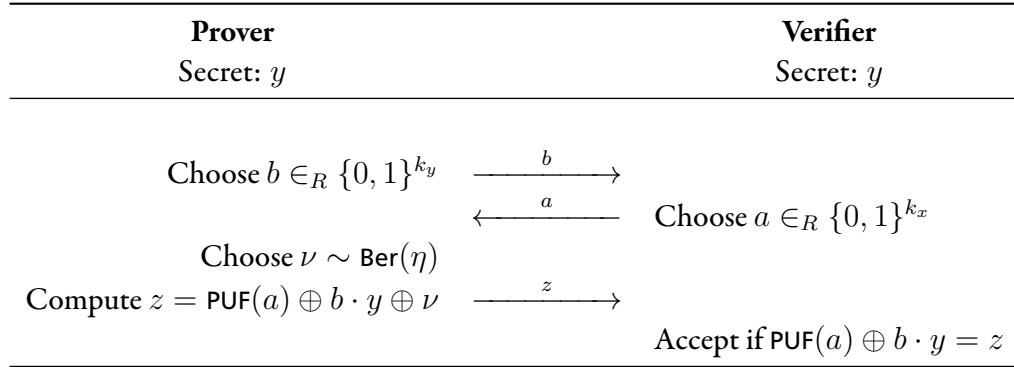 Prover Verifier
Secret: y Secret: y
Choose b ∈_R {0, 1}^{k_y} b
a Choose a ∈_R {0, 1}^{k_x}
Choose ν ∼ Ber(η)
Compute z = PUF(a) ⊕ b · y ⊕ ν z
Accept if PUF(a) ⊕ b · y = z